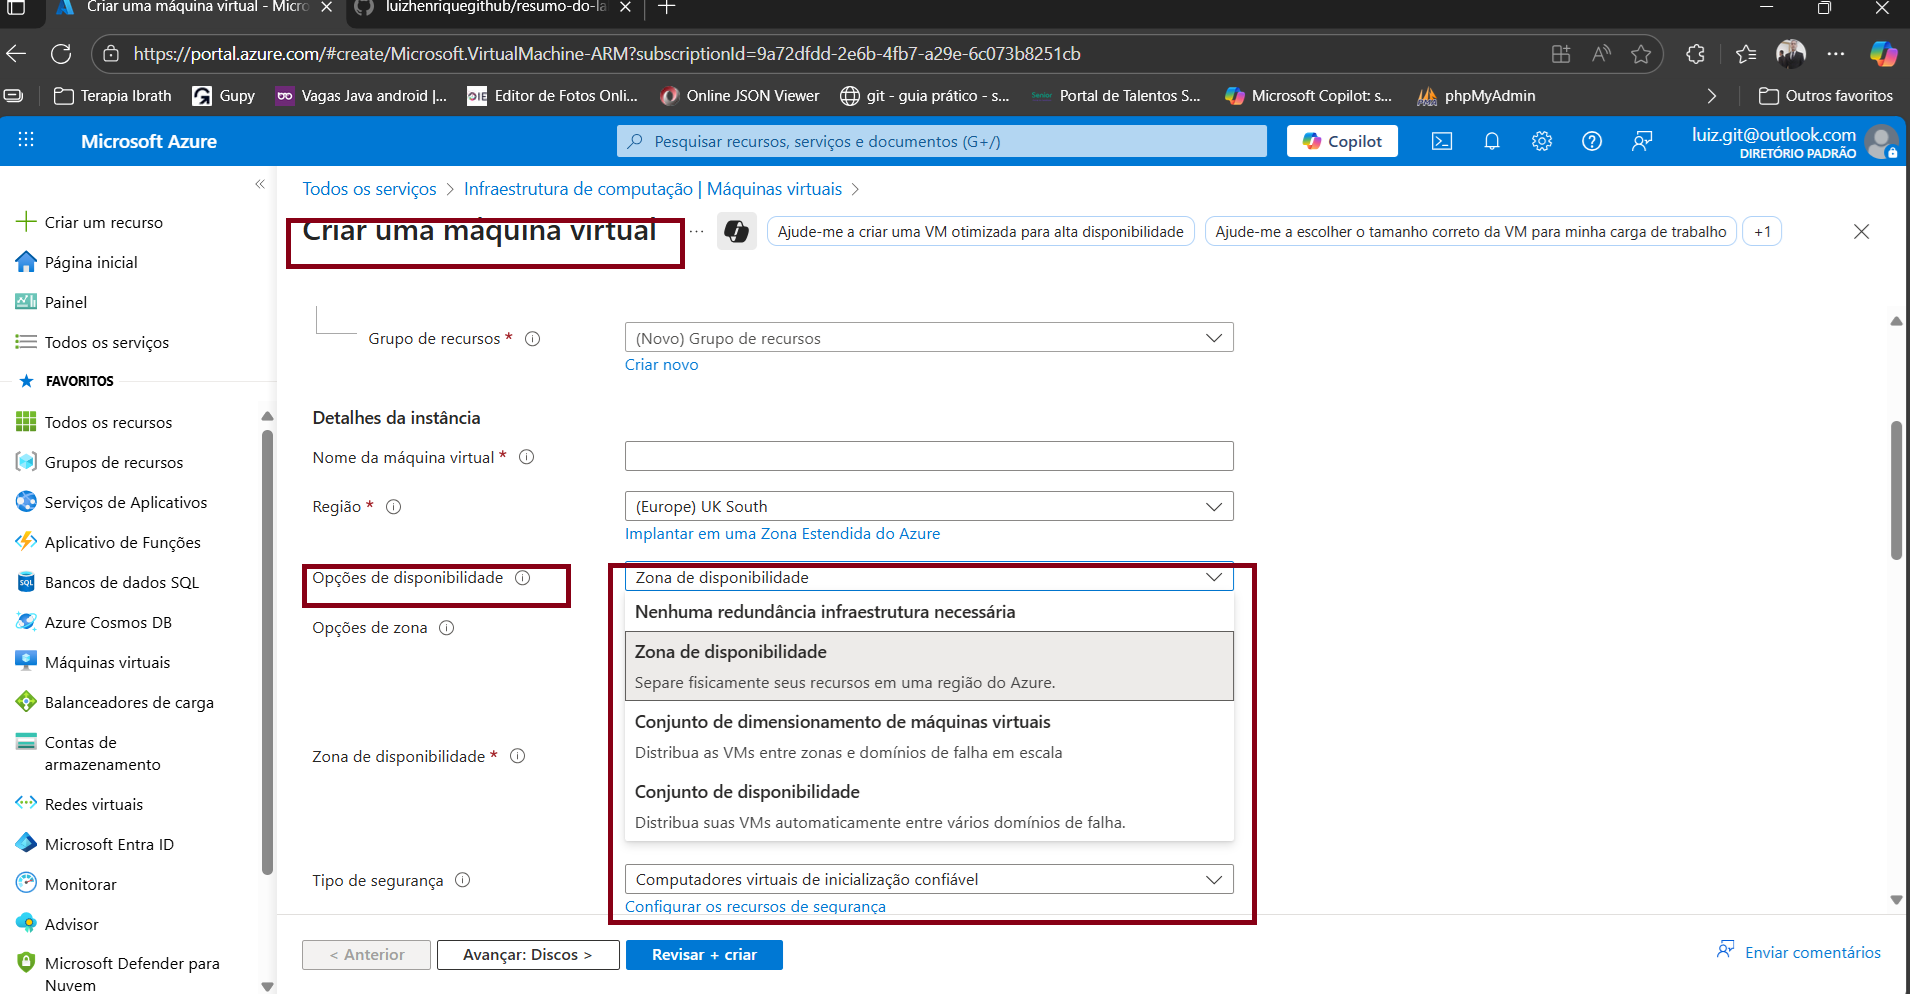 Criar uma máquina virtual - Micro
luizhenriquegithub/resumo-do-la
https://portal.azure.com/#create/Microsoft.VirtualMachine-ARM?subscriptionId=9a72dfdd-2e6b-4fb7-a29e-6c073b8251cb
Terapia Ibrath
Gupy
Vagas Java android |...
Editor de Fotos Onli...
Online JSON Viewer
git - guia prático - s...
Portal de Talentos S...
Microsoft Copilot: s...
phpMyAdmin
Outros favoritos
Microsoft Azure
Pesquisar recursos, serviços e documentos (G+/)
Copilot
luiz.git@outlook.com
DIRETÓRIO PADRÃO
Todos os serviços > Infraestrutura de computação | Máquinas virtuais >
Criar uma máquina virtual ...
Ajude-me a criar uma VM otimizada para alta disponibilidade
Ajude-me a escolher o tamanho correto da VM para minha carga de trabalho
+1
Criar um recurso
Página inicial
Painel
Todos os serviços
FAVORITOS
Todos os recursos
Grupos de recursos
Serviços de Aplicativos
Aplicativo de Funções
Bancos de dados SQL
Azure Cosmos DB
Máquinas virtuais
Balanceadores de carga
Contas de
armazenamento
Redes virtuais
Microsoft Entra ID
Monitorar
Advisor
Microsoft Defender para
Nuvem
Grupo de recursos *
(Novo) Grupo de recursos
Criar novo
Detalhes da instância
Nome da máquina virtual *
Região *
(Europe) UK South
Implantar em uma Zona Estendida do Azure
Opções de disponibilidade
Zona de disponibilidade
Nenhuma redundância infraestrutura necessária
Opções de zona
Zona de disponibilidade
Separe fisicamente seus recursos em uma região do Azure.
Conjunto de dimensionamento de máquinas virtuais
Distribua as VMs entre zonas e domínios de falha em escala
Zona de disponibilidade *
Conjunto de disponibilidade
Distribua suas VMs automaticamente entre vários domínios de falha.
Tipo de segurança
Computadores virtuais de inicialização confiável
Configurar os recursos de segurança
< Anterior
Avançar: Discos >
Revisar + criar
Enviar comentários